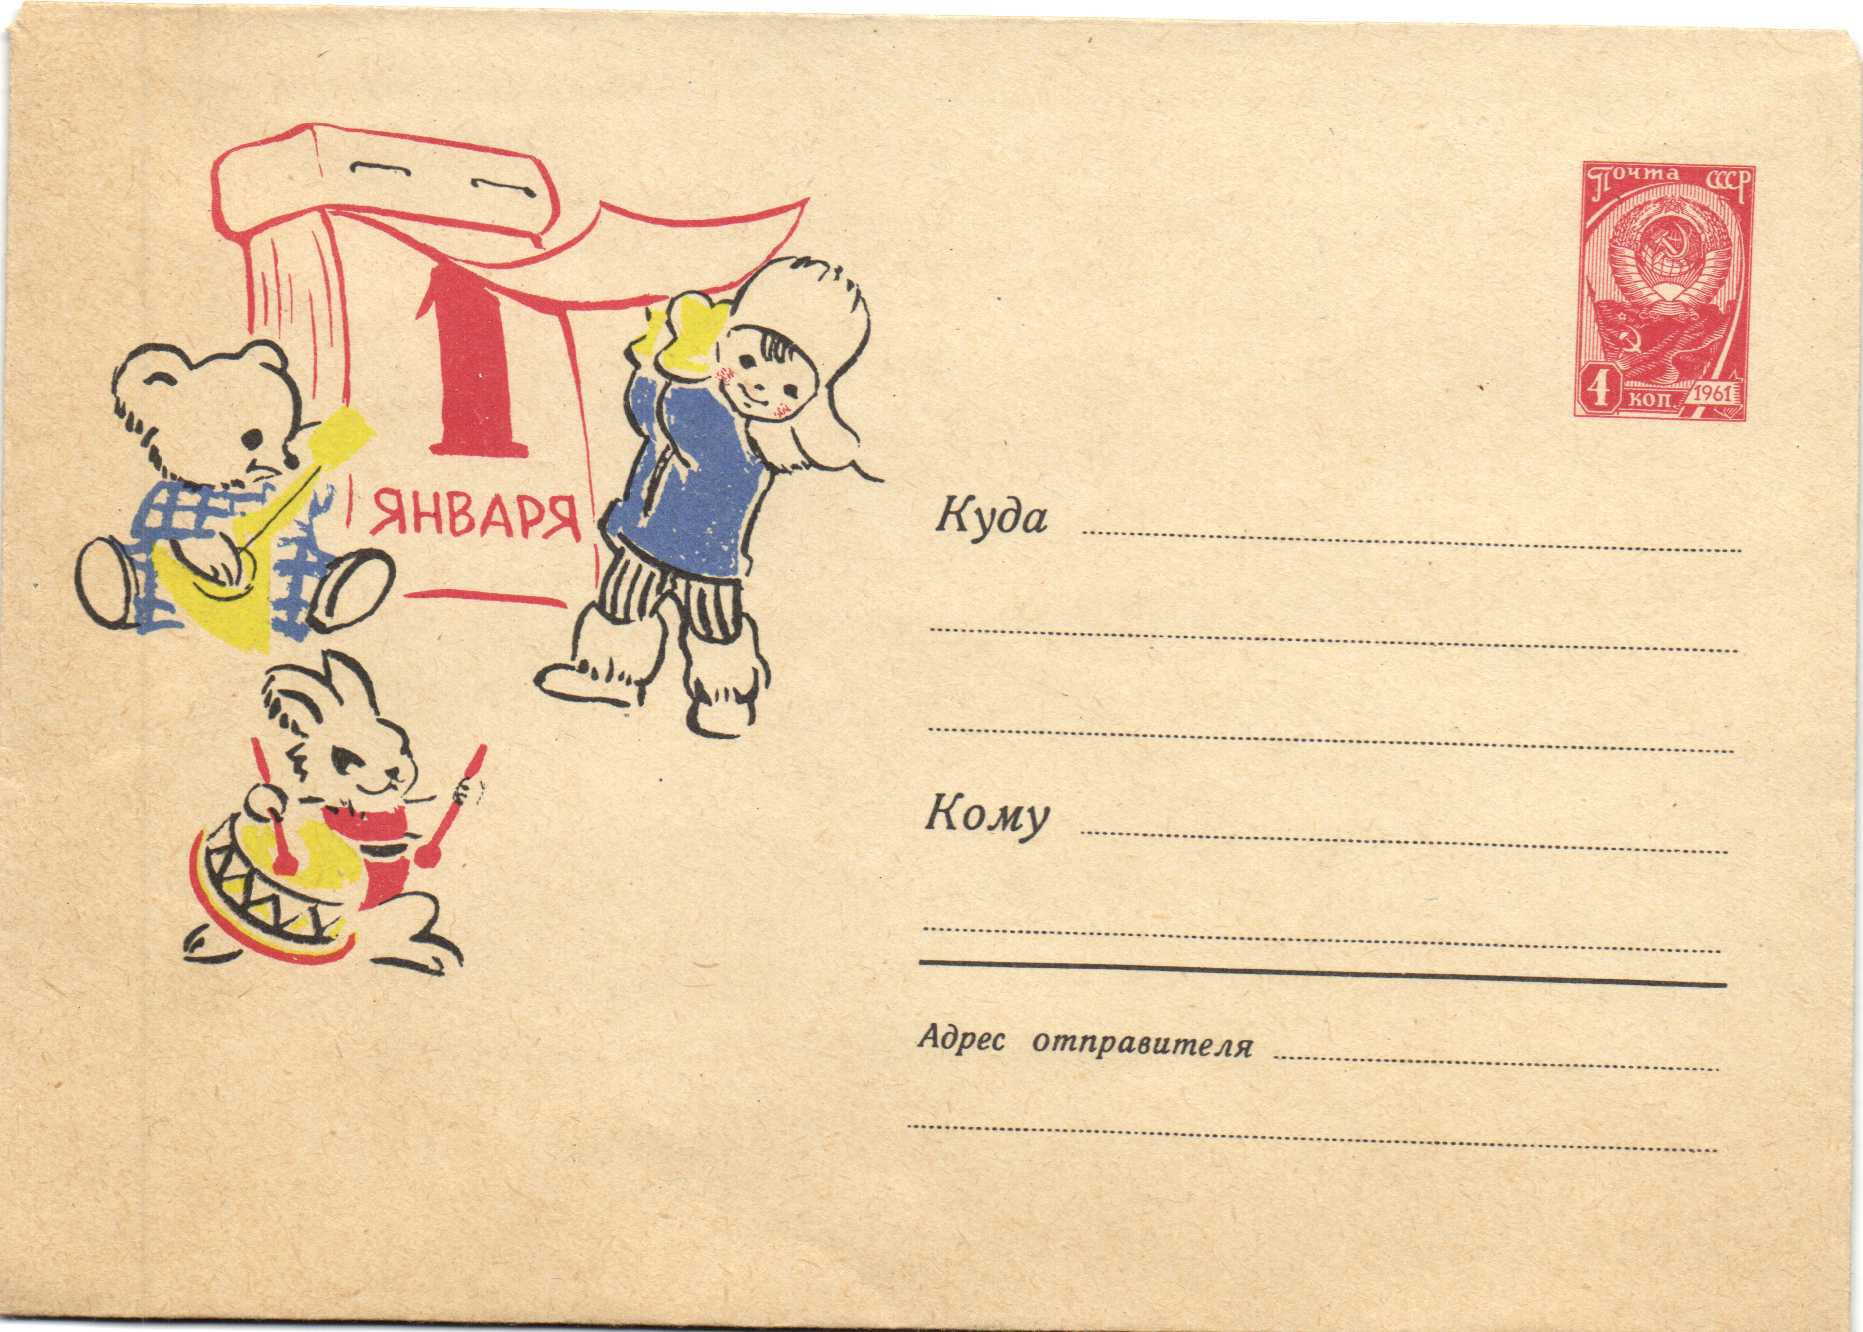 Почта СССР
4 коп. 1961
1
ЯНВАРЯ
Куда
Кому
Адрес отправителя